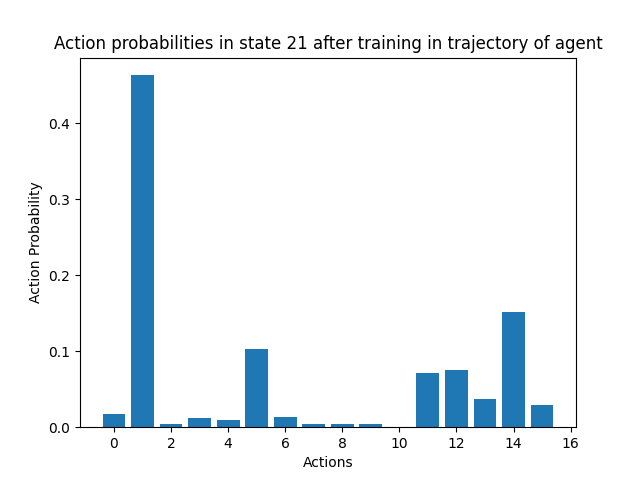 Action probabilities in state 21 after training in trajectory of agent
Action Probability
0.4
0.3
0.2
0.1
0.0
0 2 4 6 8 10 12 14 16
Actions